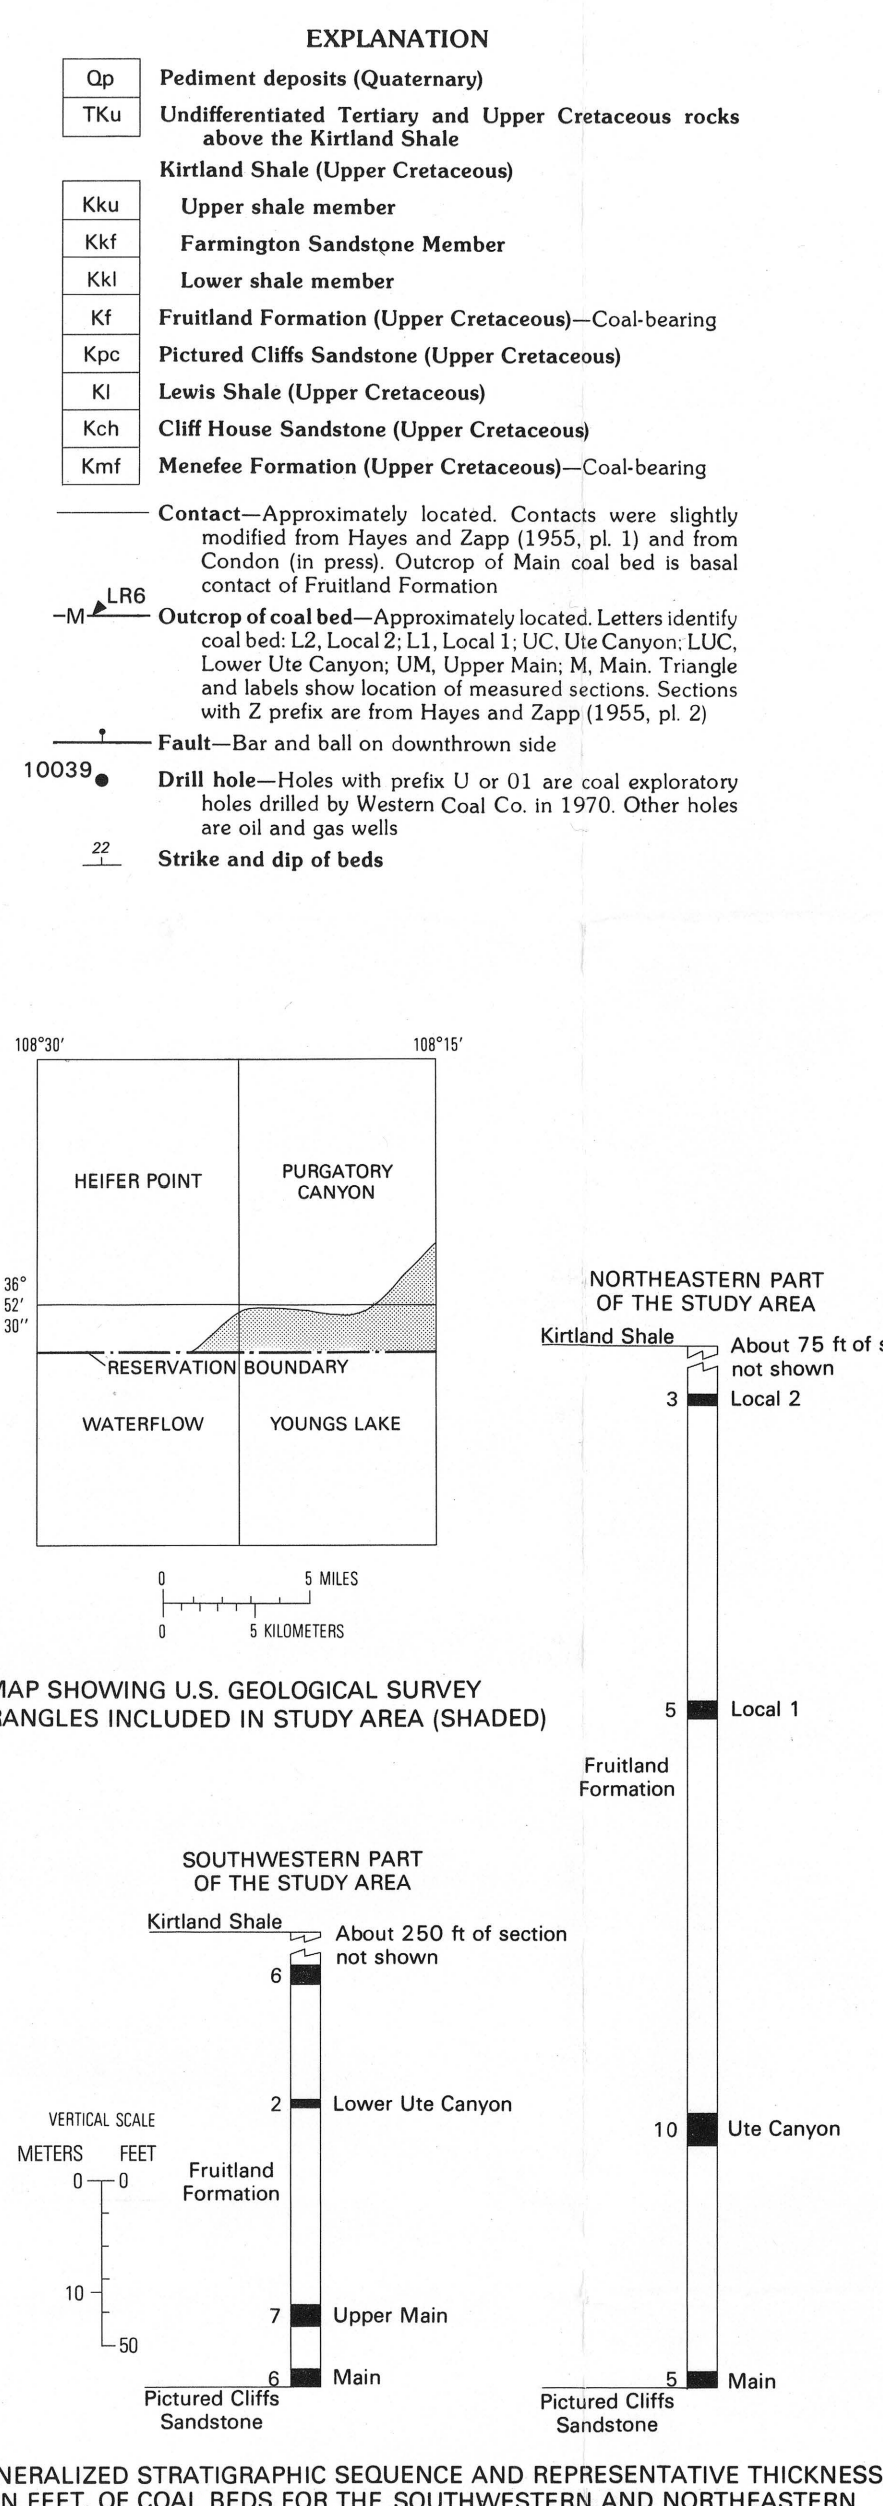 EXPLANATION
Qp Pediment deposits (Quaternary)
TKu Undifferentiated Tertiary and Upper Cretaceous rocks
above the Kirtland Shale
Kirtland Shale (Upper Cretaceous)
Kku Upper shale member
Kkf Farmington Sandstone Member
Kkl Lower shale member
Kf Fruitland Formation (Upper Cretaceous)—Coal-bearing
Kpc Pictured Cliffs Sandstone (Upper Cretaceous)
Kl Lewis Shale (Upper Cretaceous)
Kch Cliff House Sandstone (Upper Cretaceous)
Kmf Menefee Formation (Upper Cretaceous)—Coal-bearing
Contact—Approximately located. Contacts were slightly
modified from Hayes and Zapp (1955, pl. 1) and from
Condon (in press). Outcrop of Main coal bed is basal
contact of Fruitland Formation
LR6
—M— Outcrop of coal bed—Approximately located. Letters identify
coal bed: L2, Local 2; L1, Local 1; UC, Ute Canyon; LUC,
Lower Ute Canyon; UM, Upper Main; M, Main. Triangle
and labels show location of measured sections. Sections
with Z prefix are from Hayes and Zapp (1955, pl. 2)
Fault—Bar and ball on downthrown side
10039 Drill hole—Holes with prefix U or 01 are coal exploratory
holes drilled by Western Coal Co. in 1970. Other holes
are oil and gas wells
22 Strike and dip of beds
108°30′ 108°15′
HEIFER POINT
PURGATORY
CANYON
36°
52′
30″
RESERVATION BOUNDARY
WATERFLOW YOUNGS LAKE
0 5 MILES
0 5 KILOMETERS
MAP SHOWING U.S. GEOLOGICAL SURVEY
RANGLES INCLUDED IN STUDY AREA (SHADED)
NORTHEASTERN PART
OF THE STUDY AREA
Kirtland Shale
About 75 ft of s
not shown
3 Local 2
5 Local 1
Fruitland
Formation
10 Ute Canyon
5 Main
Pictured Cliffs
Sandstone
SOUTHWESTERN PART
OF THE STUDY AREA
Kirtland Shale
About 250 ft of section
not shown
6
2 Lower Ute Canyon
Fruitland
Formation
7 Upper Main
6 Main
Pictured Cliffs
Sandstone
VERTICAL SCALE
METERS FEET
0 0
10
50
NERALIZED STRATIGRAPHIC SEQUENCE AND REPRESENTATIVE THICKNESS
N FEET, OF COAL BEDS FOR THE SOUTHWESTERN AND NORTHEASTERN